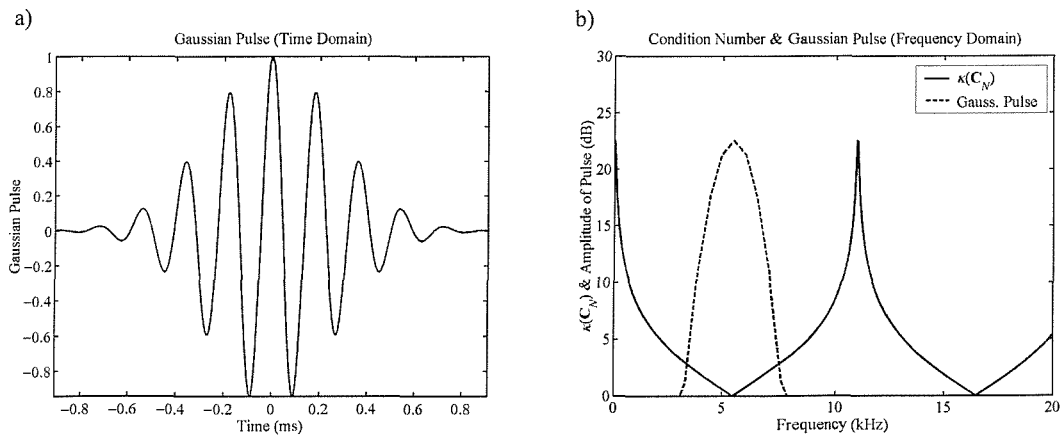 a)
Gaussian Pulse (Time Domain)
1
0.8
0.6
0.4
0.2
0
−0.2
−0.4
−0.6
−0.8
Gaussian Pulse
−0.8 −0.6 −0.4 −0.2 0 0.2 0.4 0.6 0.8
Time (ms)
b)
Condition Number & Gaussian Pulse (Frequency Domain)
30
25
20
15
10
5
0
κ(C_N) & Amplitude of Pulse (dB)
κ(C_N)
Gauss. Pulse
0 5 10 15 20
Frequency (kHz)